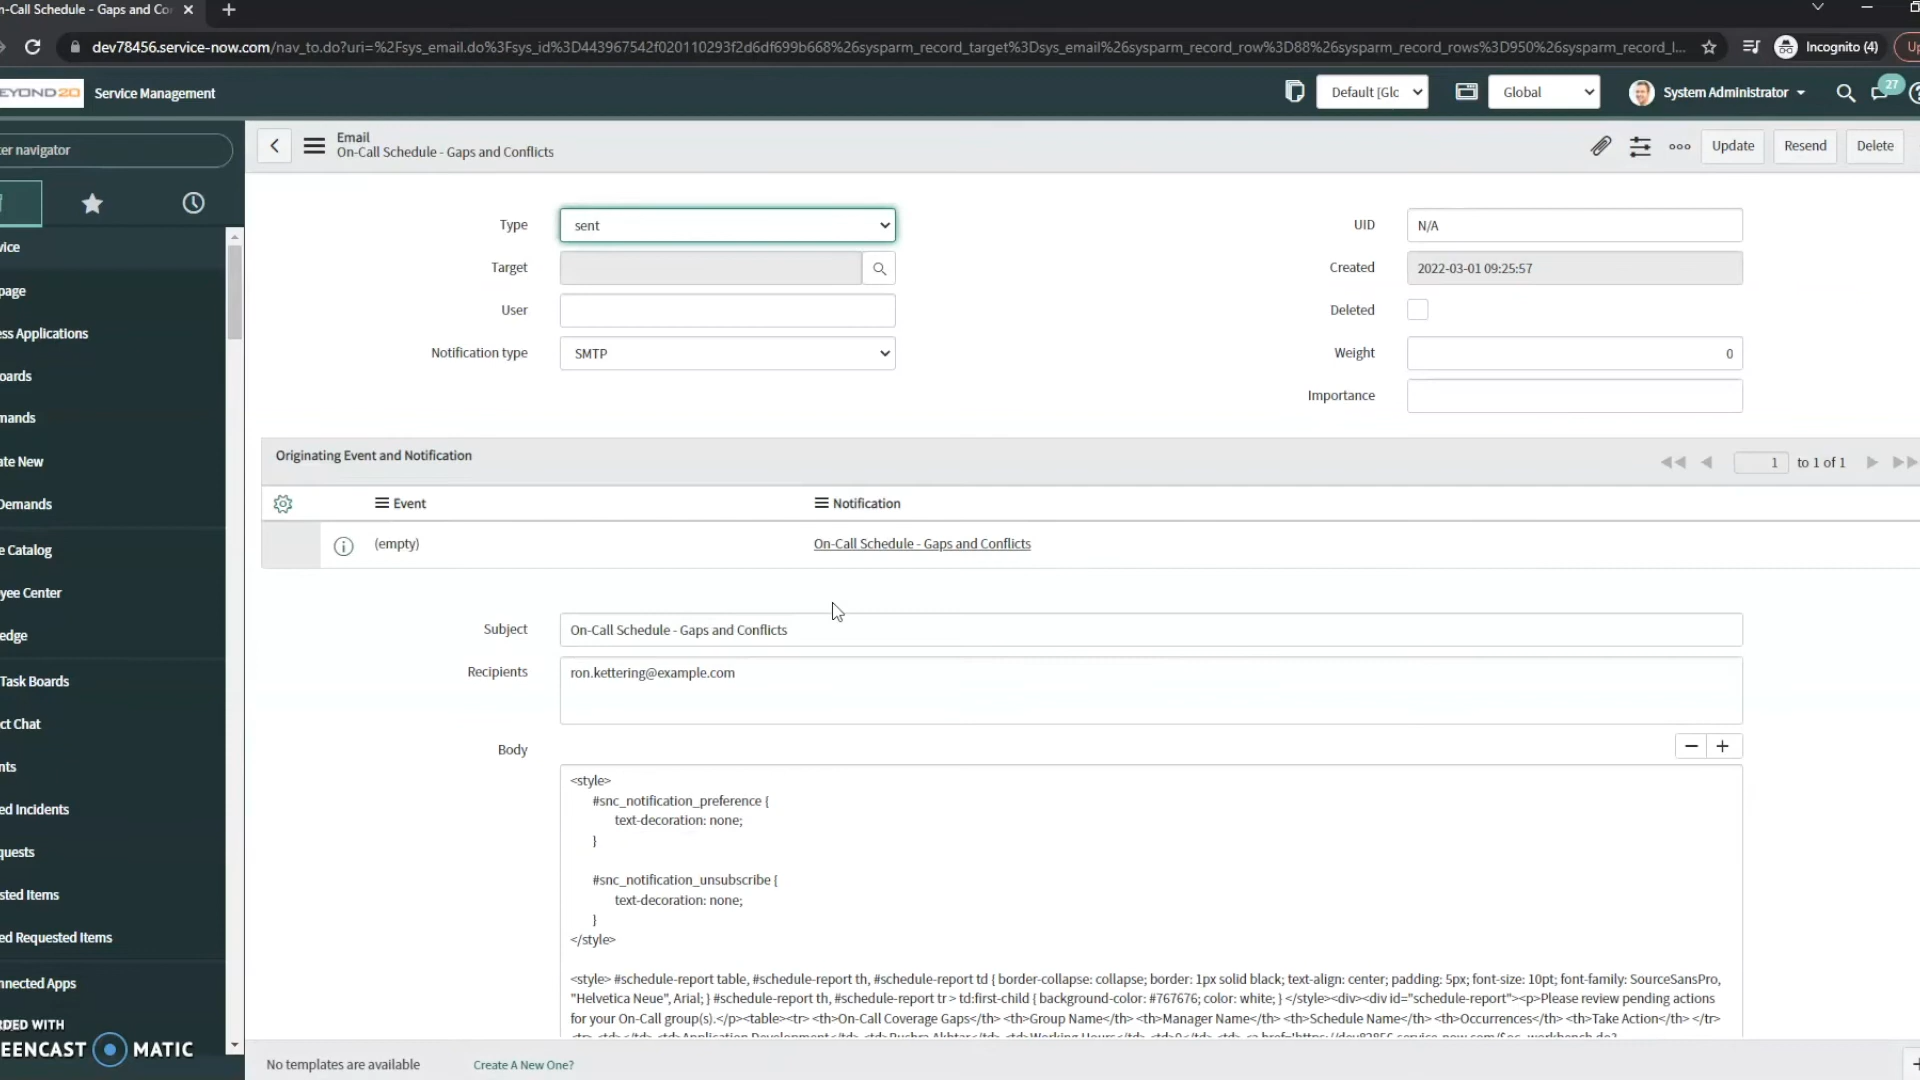 n-Call Schedule - Gaps and Co
dev78456.service-now.com/nav_to.do?uri=%2Fsys_email.do%3Fsys_id%3D443967542f020110293f2d6df699b668%26sysparm_record_target%3Dsys_email%26sysparm_record_row%3D88%26sysparm_record_rows%3D950%26sysparm_record_l...
Incognito (4)
Up
EYOND20
Service Management
Default [Glc
Global
System Administrator
27
er navigator
Email
On-Call Schedule - Gaps and Conflicts
Update
Resend
Delete
vice
page
ss Applications
oards
mands
ate New
Demands
e Catalog
yee Center
edge
Task Boards
ct Chat
nts
ed Incidents
quests
sted Items
ed Requested Items
nnected Apps
Type
sent
UID
N/A
Target
Created
2022-03-01 09:25:57
User
Deleted
Notification type
SMTP
Weight
0
Importance
Originating Event and Notification
1
to 1 of 1
Event
Notification
(empty)
On-Call Schedule - Gaps and Conflicts
Subject
On-Call Schedule - Gaps and Conflicts
Recipients
ron.kettering@example.com
Body
<style>
#snc_notification_preference {
text-decoration: none;
}
#snc_notification_unsubscribe {
text-decoration: none;
}
</style>
<style> #schedule-report table, #schedule-report th, #schedule-report td { border-collapse: collapse; border: 1px solid black; text-align: center; padding: 5px; font-size: 10pt; font-family: SourceSansPro,
"Helvetica Neue", Arial; } #schedule-report th, #schedule-report tr > td:first-child { background-color: #767676; color: white; } </style><div><div id="schedule-report"><p>Please review pending actions
for your On-Call group(s).</p><table><tr> <th>On-Call Coverage Gaps</th> <th>Group Name</th> <th>Manager Name</th> <th>Schedule Name</th> <th>Occurrences</th> <th>Take Action</th> </tr>
RDED WITH
EENCAST
MATIC
No templates are available
Create A New One?